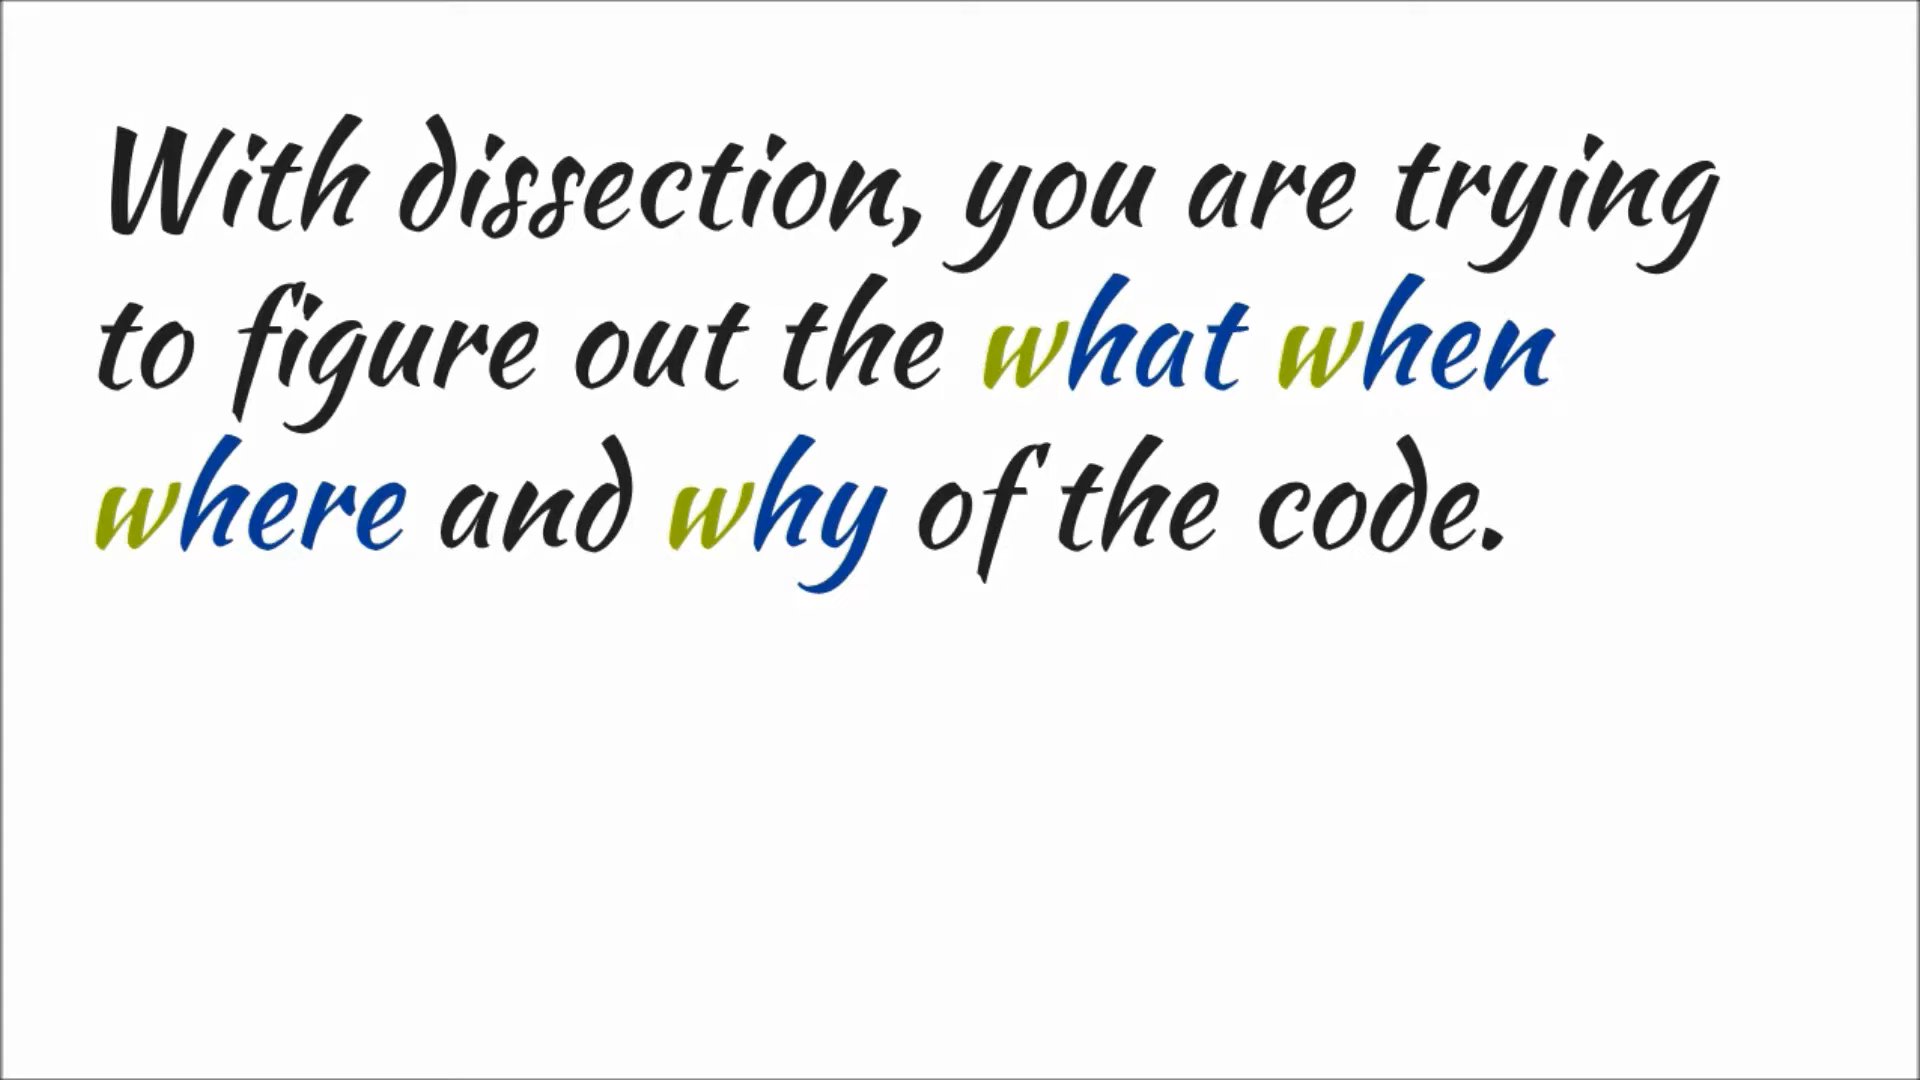 With dissection, you are trying
to figure out the what when
where and why of the code.